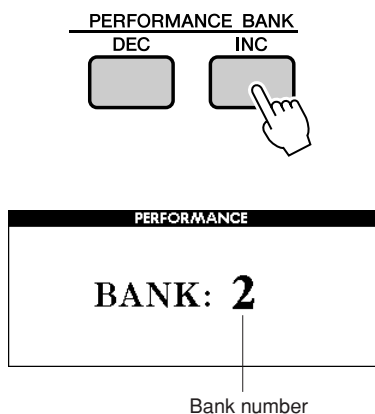 PERFORMANCE BANK
DEC INC
PERFORMANCE
BANK: 2
Bank number